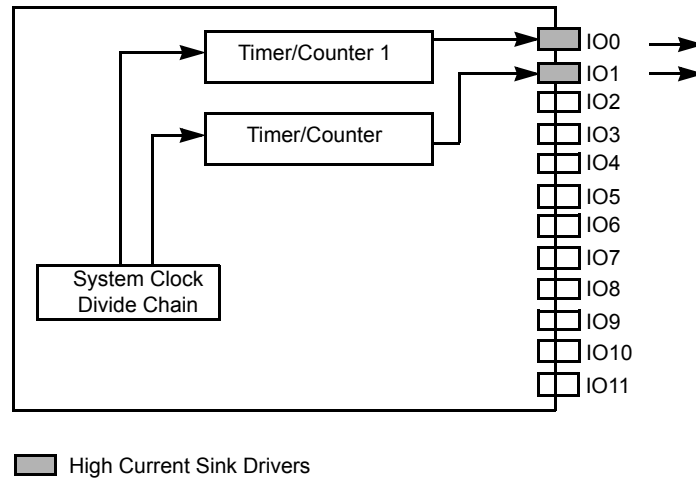 Timer/Counter 1
Timer/Counter
System Clock
Divide Chain
IO0
IO1
IO2
IO3
IO4
IO5
IO6
IO7
IO8
IO9
IO10
IO11
High Current Sink Drivers